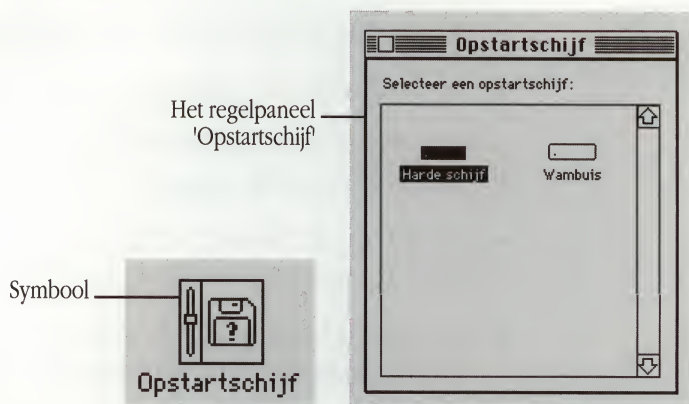 Opstartschijf
Selecteer een opstartschijf:
Het regelpaneel
'Opstartschijf'
Harde schijf
Wambuis
Symbool
?
Opstartschijf